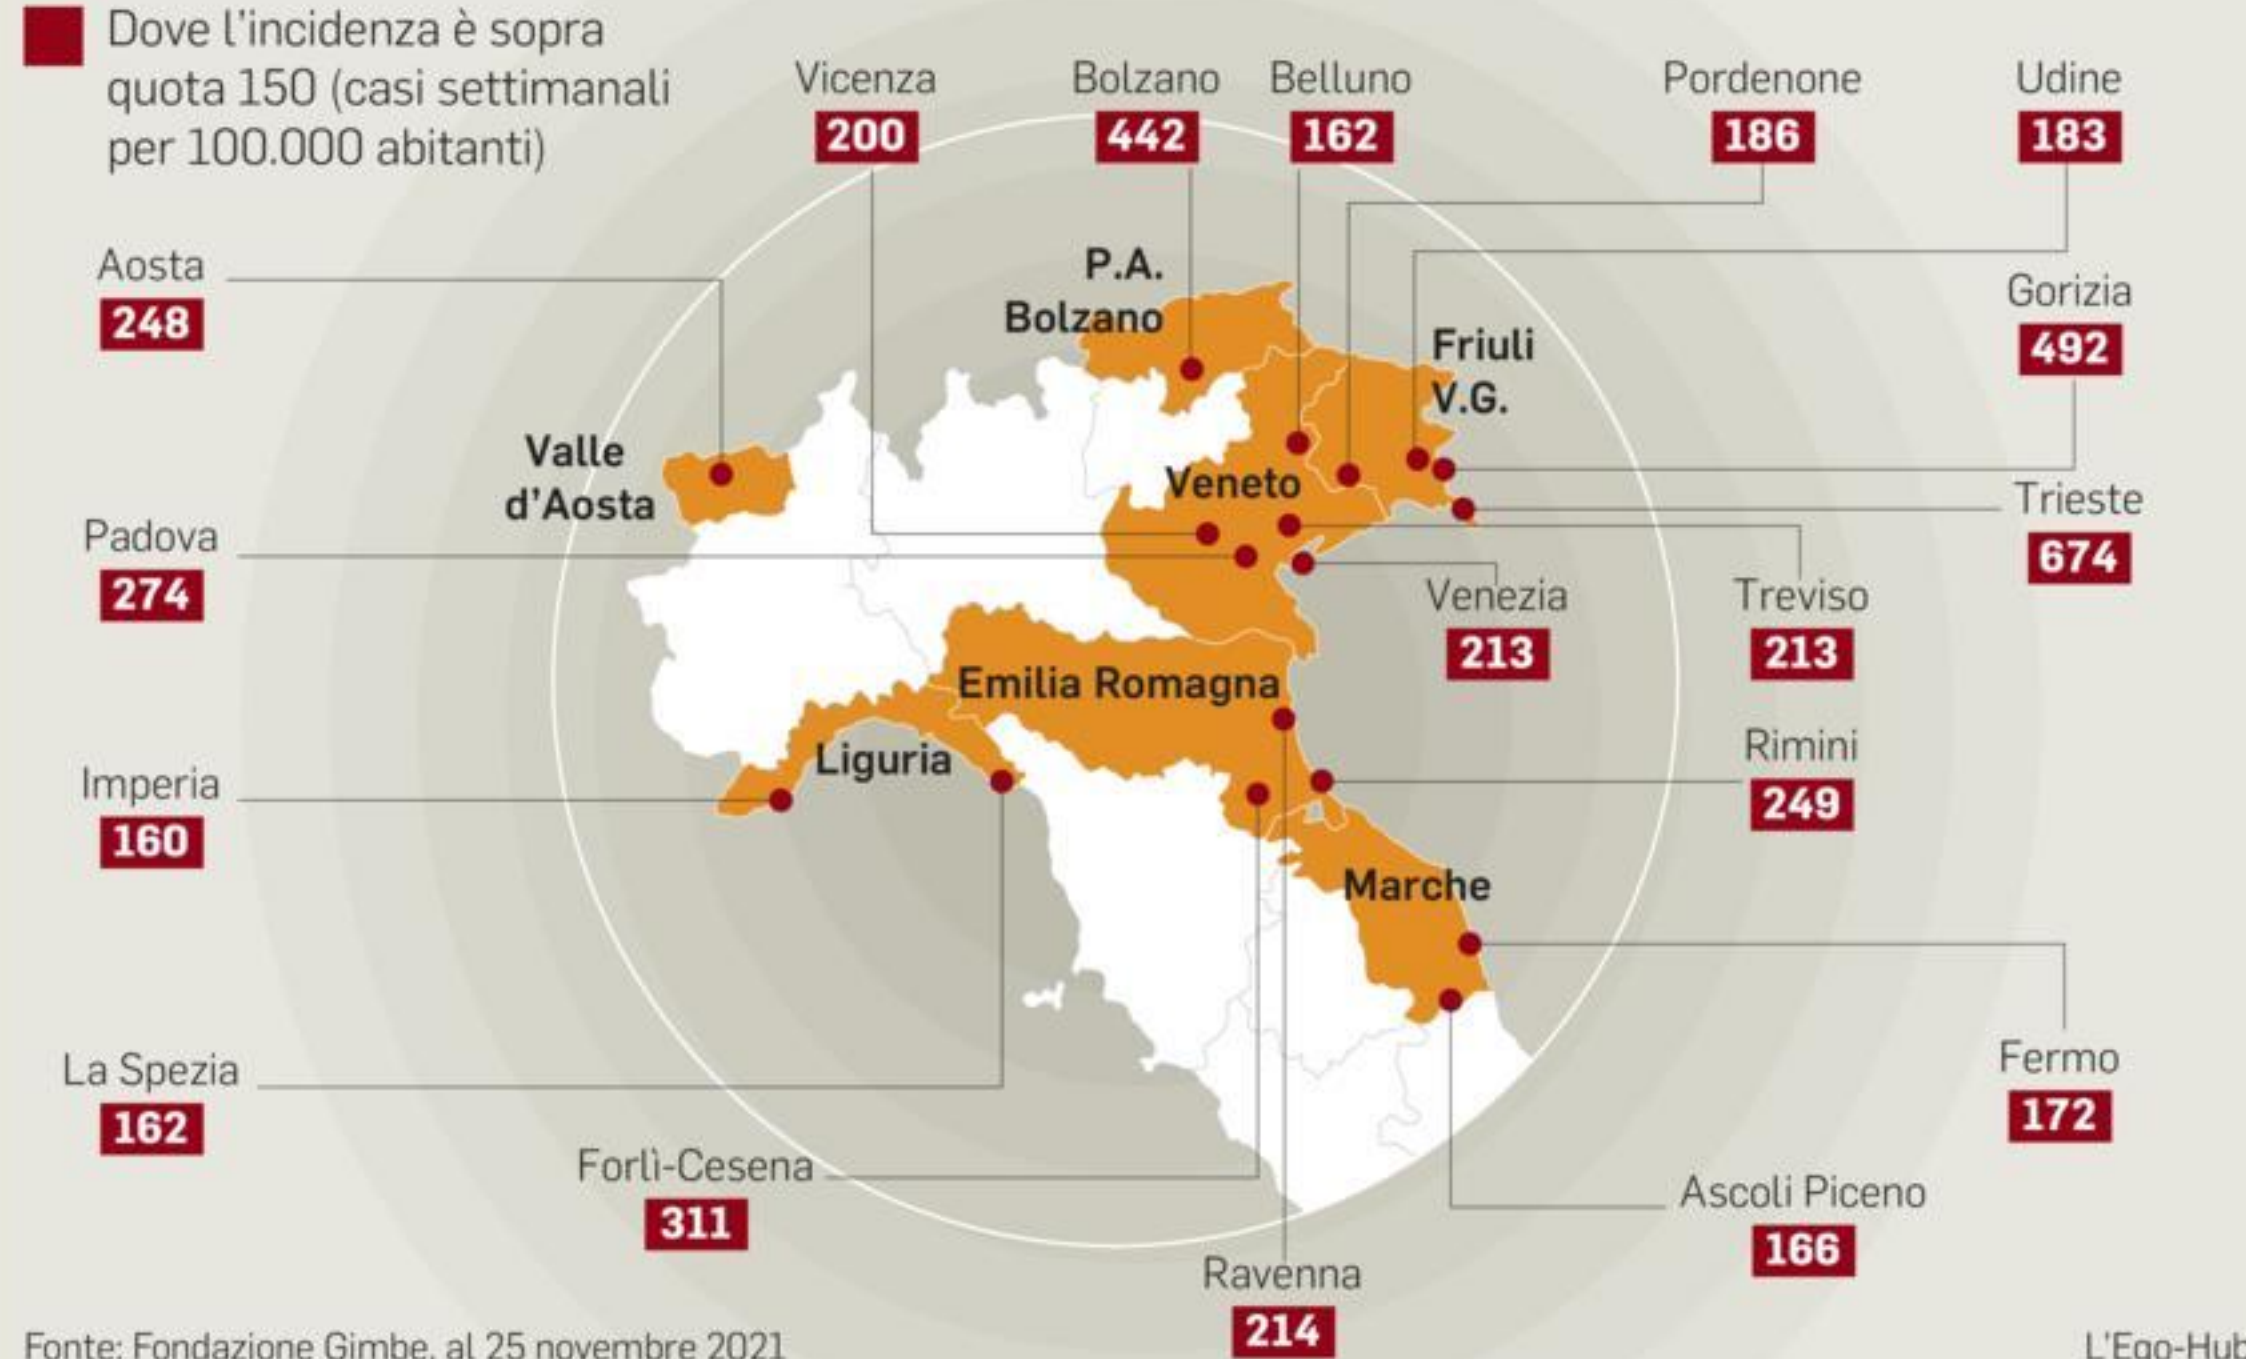 Dove l'incidenza è sopra
quota 150 (casi settimanali
per 100.000 abitanti)
Vicenza
200
Bolzano
442
Belluno
162
Pordenone
186
Udine
183
Aosta
248
P.A.
Bolzano
Friuli
V.G.
Gorizia
492
Valle
d'Aosta
Veneto
Trieste
674
Padova
274
Venezia
213
Treviso
213
Emilia Romagna
Liguria
Rimini
249
Imperia
160
Marche
La Spezia
162
Fermo
172
Forlì-Cesena
311
Ascoli Piceno
166
Ravenna
214
Fonte: Fondazione Gimbe, al 25 novembre 2021
L'Ego-Hub